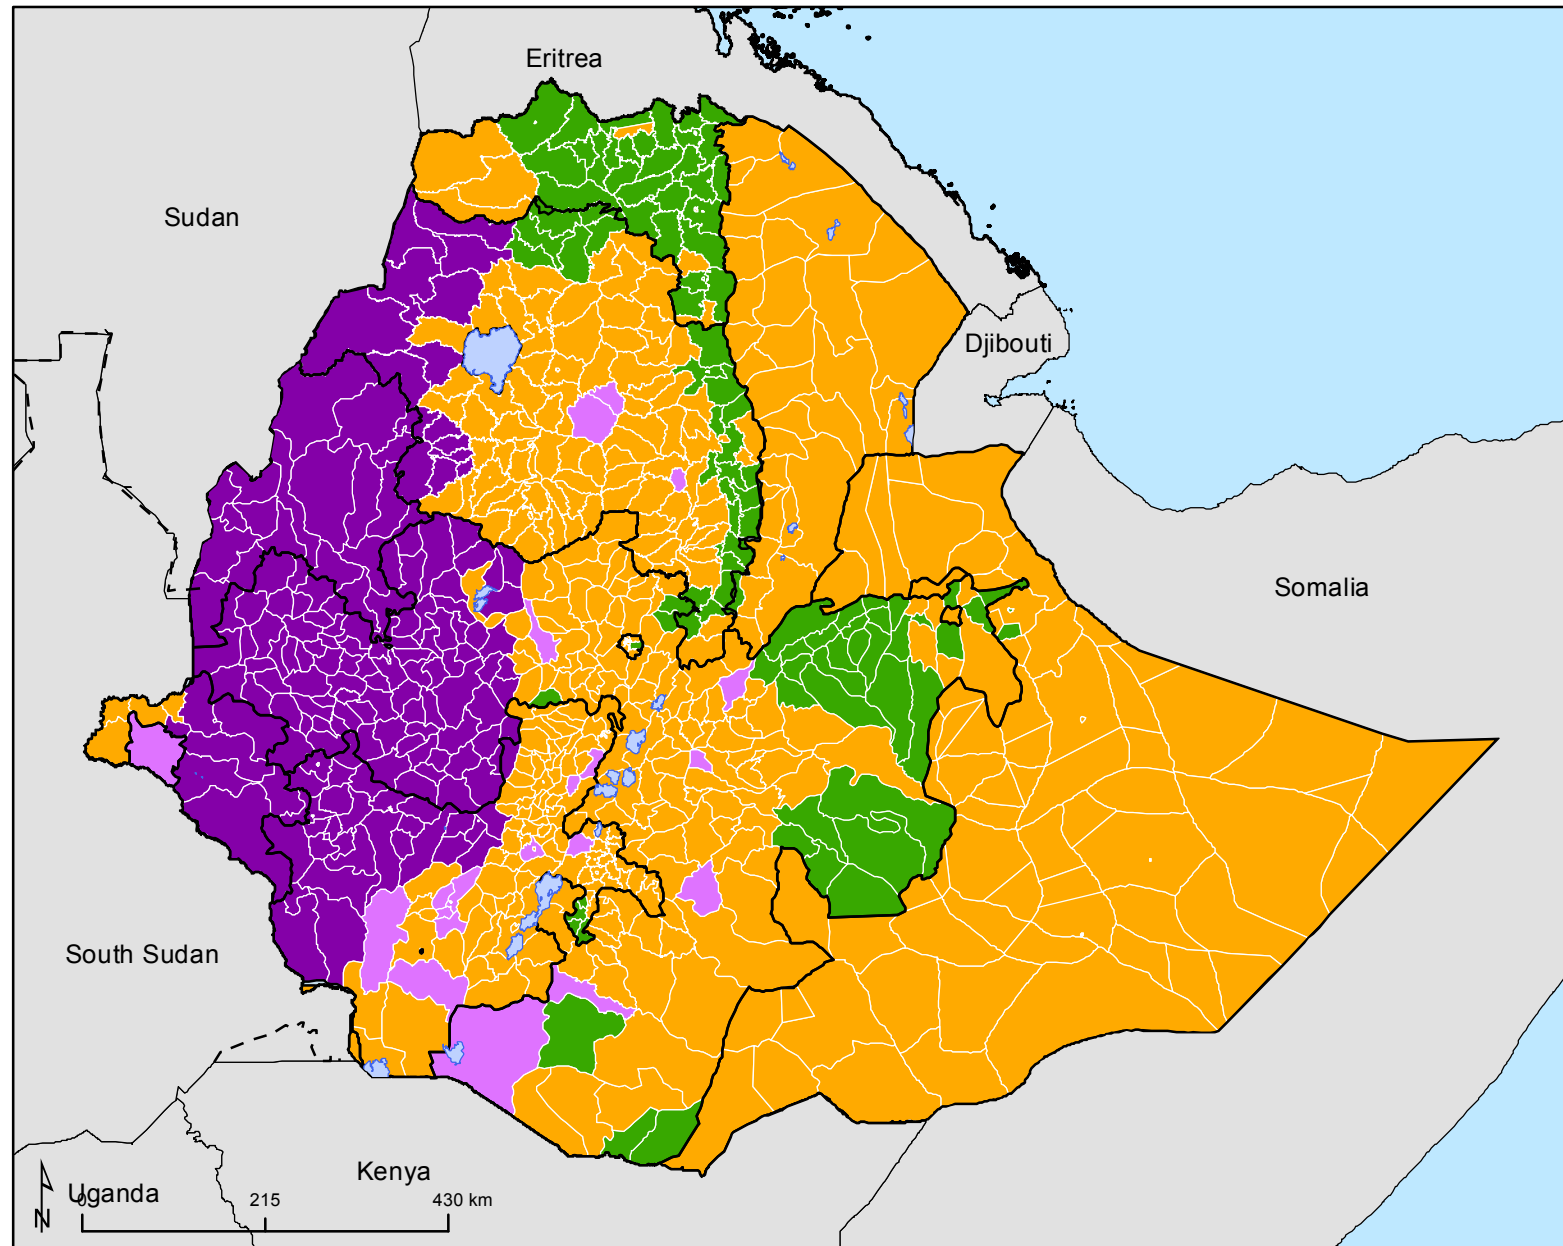 Eritrea
Sudan
Djibouti
Somalia
South Sudan
Kenya
Uganda
0 215 430 km
N